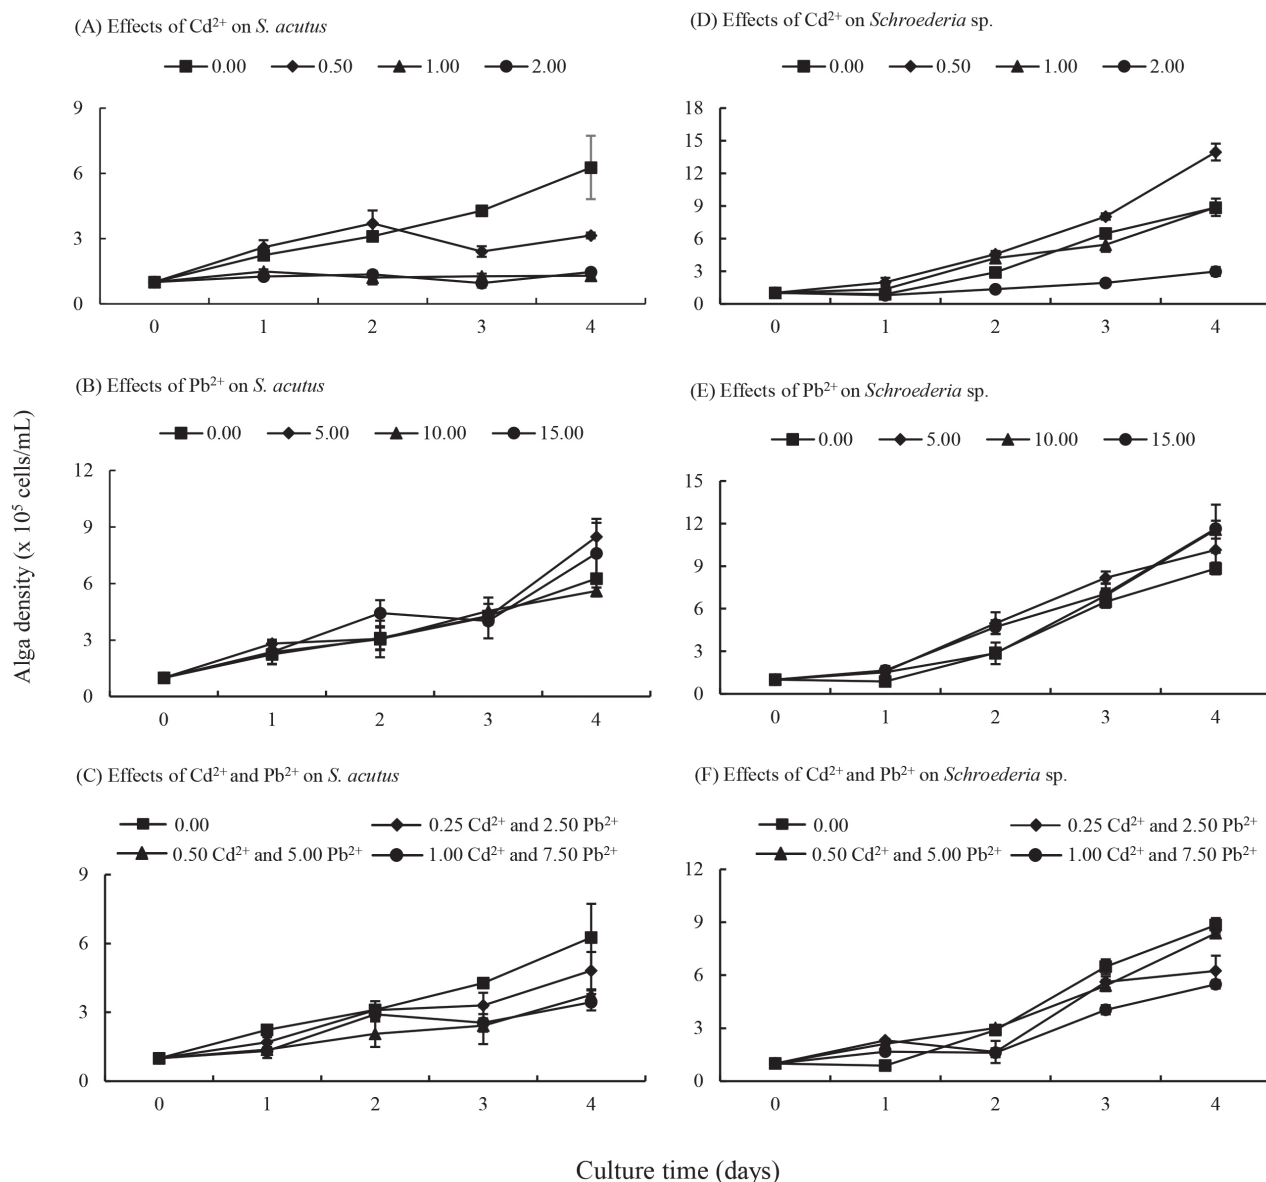 (A) Effects of Cd²⁺ on S. acutus
0.00 0.50 1.00 2.00
9
6
3
0
0 1 2 3 4
(B) Effects of Pb²⁺ on S. acutus
0.00 5.00 10.00 15.00
12
9
6
3
0
0 1 2 3 4
(C) Effects of Cd²⁺ and Pb²⁺ on S. acutus
0.00 0.25 Cd²⁺ and 2.50 Pb²⁺
0.50 Cd²⁺ and 5.00 Pb²⁺ 1.00 Cd²⁺ and 7.50 Pb²⁺
9
6
3
0
0 1 2 3 4
(D) Effects of Cd²⁺ on Schroederia sp.
0.00 0.50 1.00 2.00
18
15
12
9
6
3
0
0 1 2 3 4
(E) Effects of Pb²⁺ on Schroederia sp.
0.00 5.00 10.00 15.00
15
12
9
6
3
0
0 1 2 3 4
(F) Effects of Cd²⁺ and Pb²⁺ on Schroederia sp.
0.00 0.25 Cd²⁺ and 2.50 Pb²⁺
0.50 Cd²⁺ and 5.00 Pb²⁺ 1.00 Cd²⁺ and 7.50 Pb²⁺
12
9
6
3
0
0 1 2 3 4
Alga density (x 10⁵ cells/mL)
Culture time (days)